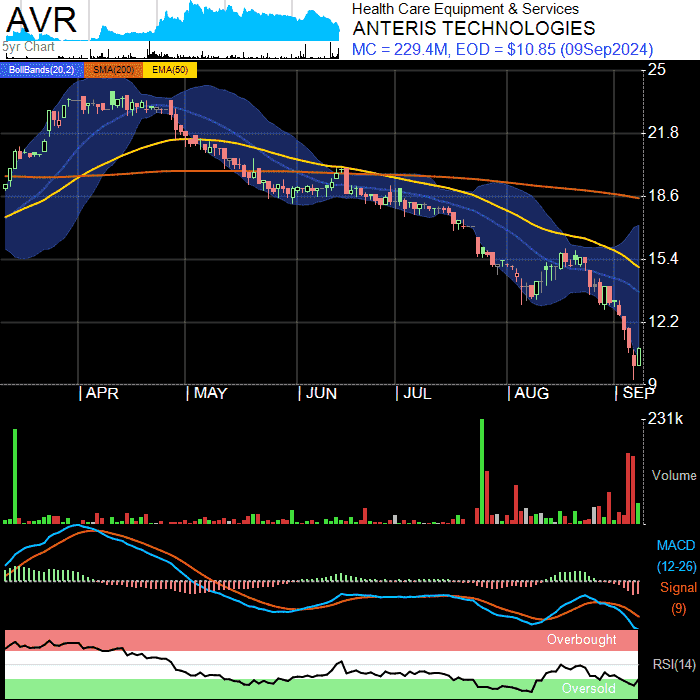 AVR
5yr Chart
Health Care Equipment & Services
ANTERIS TECHNOLOGIES
MC = 229.4M, EOD = $10.85 (09Sep2024)
BollBands(20,2) SMA(200) EMA(50)
25
21.8
18.6
15.4
12.2
9
APR MAY JUN JUL AUG SEP
231k
Volume
MACD
(12-26)
Signal
(9)
Overbought
RSI(14)
Oversold